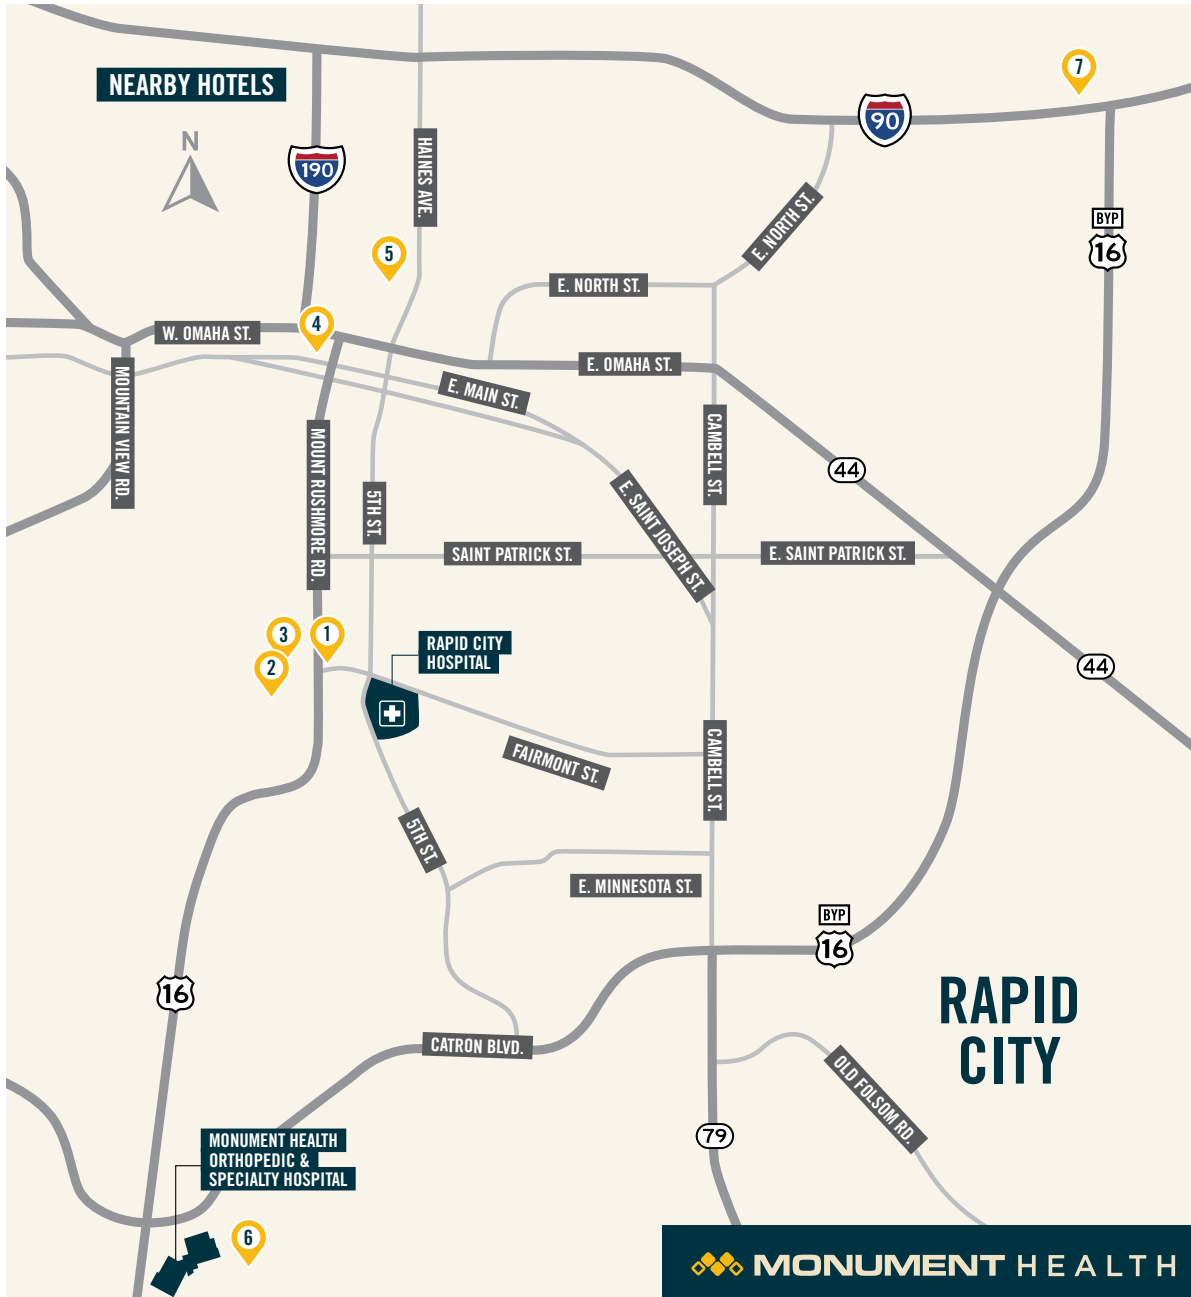 NEARBY HOTELS
N
7
90
190
HAINES AVE.
E. NORTH ST.
BYP
16
5
E. NORTH ST.
4
W. OMAHA ST.
E. OMAHA ST.
E. MAIN ST.
MOUNTAIN VIEW RD.
MOUNT RUSHMORE RD.
5TH ST.
CAMBELL ST.
44
E. SAINT JOSEPH ST.
SAINT PATRICK ST.
E. SAINT PATRICK ST.
3
1
2
RAPID CITY
HOSPITAL
44
FAIRMONT ST.
CAMBELL ST.
5TH ST.
E. MINNESOTA ST.
BYP
16
16
RAPID
CITY
CATRON BLVD.
OLD FOLSOM RD.
79
MONUMENT HEALTH
ORTHOPEDIC &
SPECIALTY HOSPITAL
6
MONUMENT HEALTH